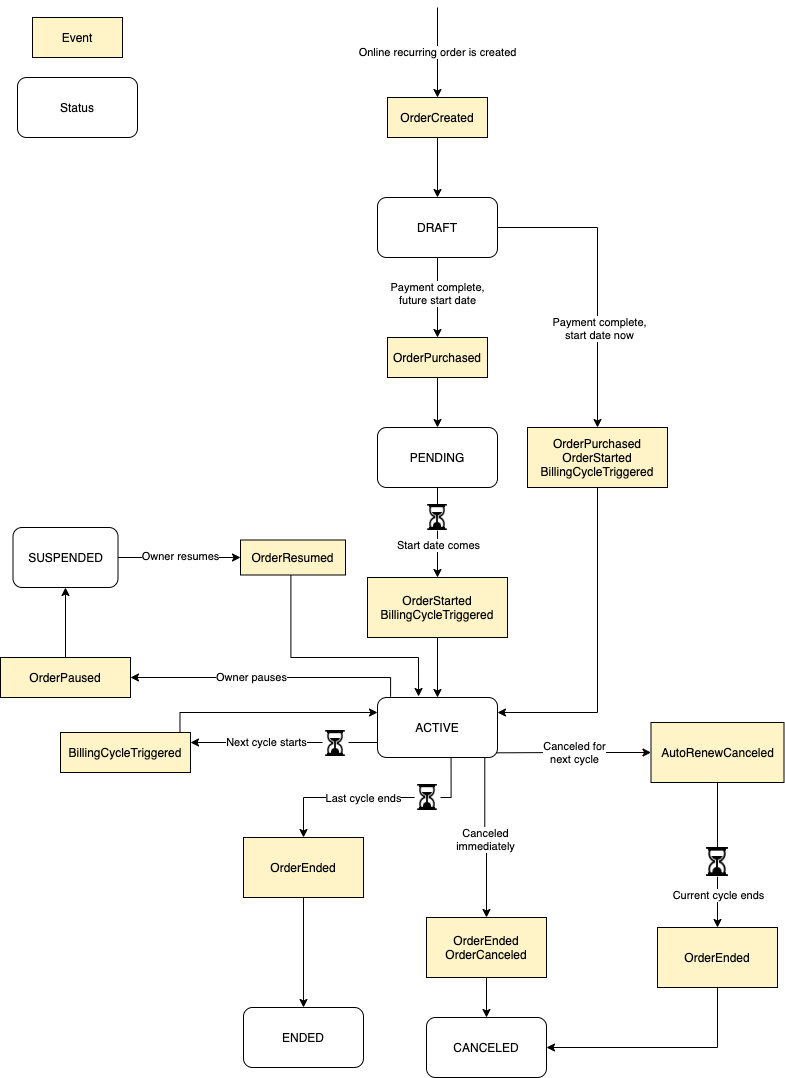 Event
Status
Online recurring order is created
OrderCreated
DRAFT
Payment complete,
future start date
Payment complete,
start date now
OrderPurchased
OrderPurchased
OrderStarted
BillingCycleTriggered
PENDING
Start date comes
SUSPENDED
Owner resumes
OrderResumed
OrderStarted
BillingCycleTriggered
OrderPaused
Owner pauses
ACTIVE
BillingCycleTriggered
Next cycle starts
Canceled for
next cycle
AutoRenewCanceled
Last cycle ends
Canceled
immediately
OrderEnded
Current cycle ends
OrderEnded
OrderCanceled
OrderEnded
ENDED
CANCELED